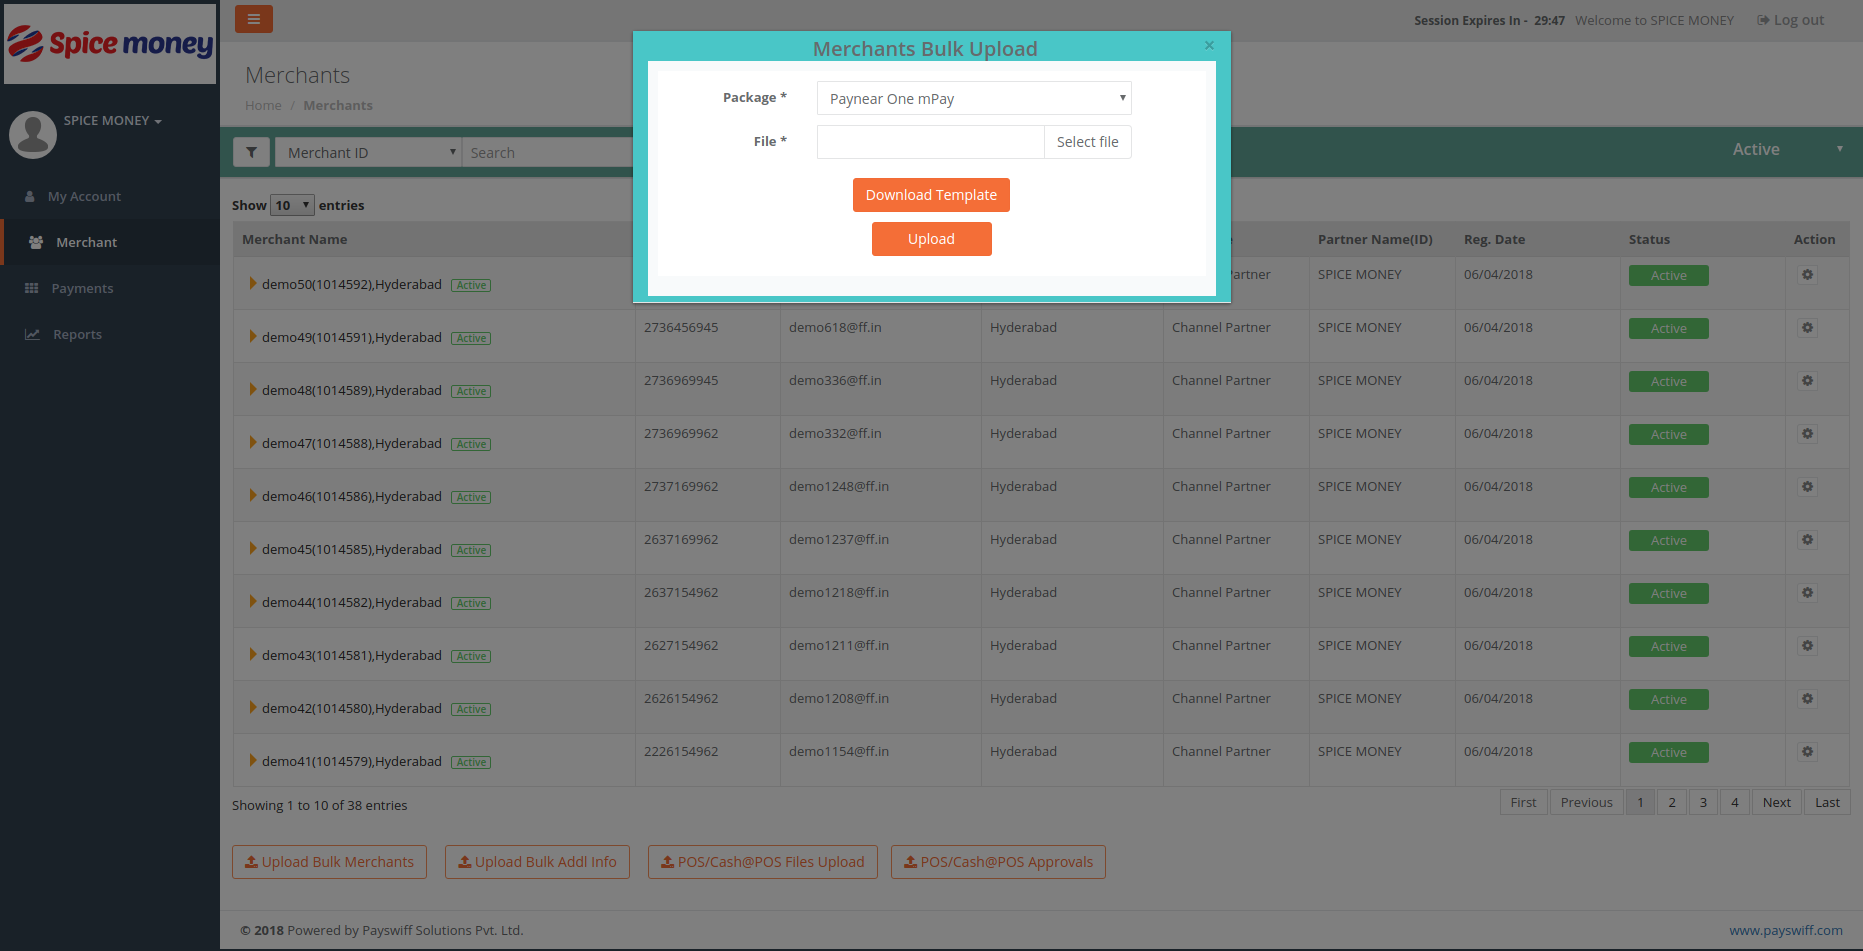 Spice money
Session Expires In - 29:47 Welcome to SPICE MONEY Log out
Merchants Bulk Upload ×
Merchants
Home / Merchants
Package * Paynear One mPay
File * Select file
Download Template
Upload
SPICE MONEY
Merchant ID Search Active
My Account
Merchant
Payments
Reports
Show 10 entries
Merchant Name Partner Name(ID) Reg. Date Status Action
demo50(1014592),Hyderabad Active artner SPICE MONEY 06/04/2018 Active
demo49(1014591),Hyderabad Active 2736456945 demo618@ff.in Hyderabad Channel Partner SPICE MONEY 06/04/2018 Active
demo48(1014589),Hyderabad Active 2736969945 demo336@ff.in Hyderabad Channel Partner SPICE MONEY 06/04/2018 Active
demo47(1014588),Hyderabad Active 2736969962 demo332@ff.in Hyderabad Channel Partner SPICE MONEY 06/04/2018 Active
demo46(1014586),Hyderabad Active 2737169962 demo1248@ff.in Hyderabad Channel Partner SPICE MONEY 06/04/2018 Active
demo45(1014585),Hyderabad Active 2637169962 demo1237@ff.in Hyderabad Channel Partner SPICE MONEY 06/04/2018 Active
demo44(1014582),Hyderabad Active 2637154962 demo1218@ff.in Hyderabad Channel Partner SPICE MONEY 06/04/2018 Active
demo43(1014581),Hyderabad Active 2627154962 demo1211@ff.in Hyderabad Channel Partner SPICE MONEY 06/04/2018 Active
demo42(1014580),Hyderabad Active 2626154962 demo1208@ff.in Hyderabad Channel Partner SPICE MONEY 06/04/2018 Active
demo41(1014579),Hyderabad Active 2226154962 demo1154@ff.in Hyderabad Channel Partner SPICE MONEY 06/04/2018 Active
Showing 1 to 10 of 38 entries First Previous 1 2 3 4 Next Last
Upload Bulk Merchants Upload Bulk Addl Info POS/Cash@POS Files Upload POS/Cash@POS Approvals
© 2018 Powered by Payswiff Solutions Pvt. Ltd. www.payswiff.com